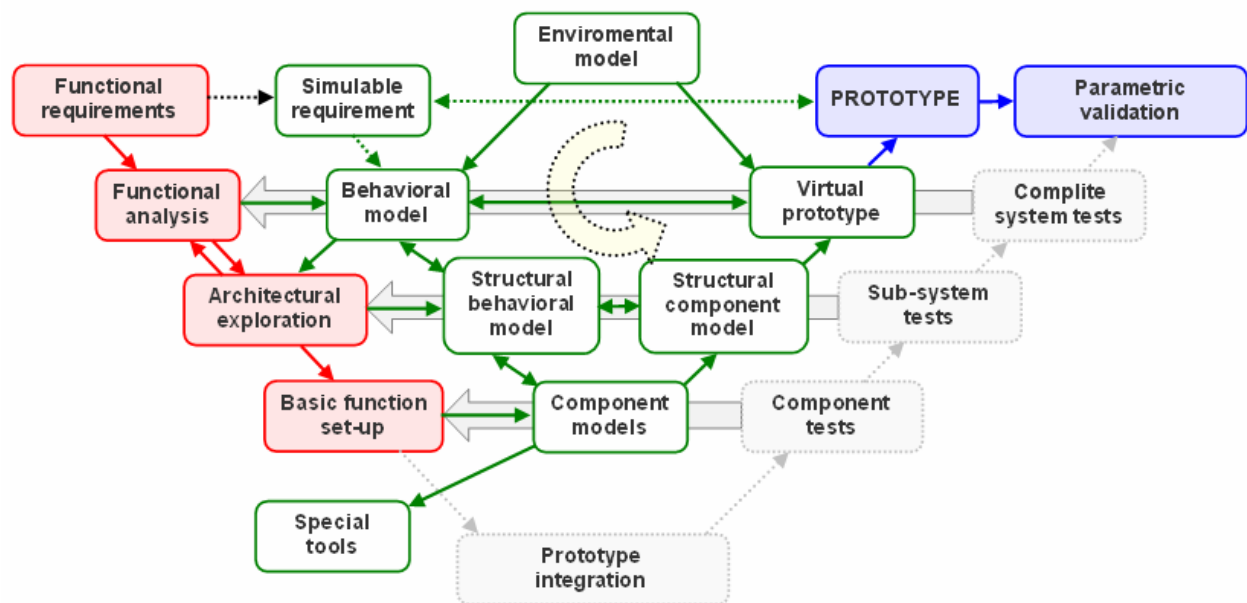 Enviromental
model
Functional
requirements
Simulable
requirement
PROTOTYPE
Parametric
validation
Functional
analysis
Behavioral
model
Virtual
prototype
Complite
system tests
Architectural
exploration
Structural
behavioral
model
Structural
component
model
Sub-system
tests
Basic function
set-up
Component
models
Component
tests
Special
tools
Prototype
integration